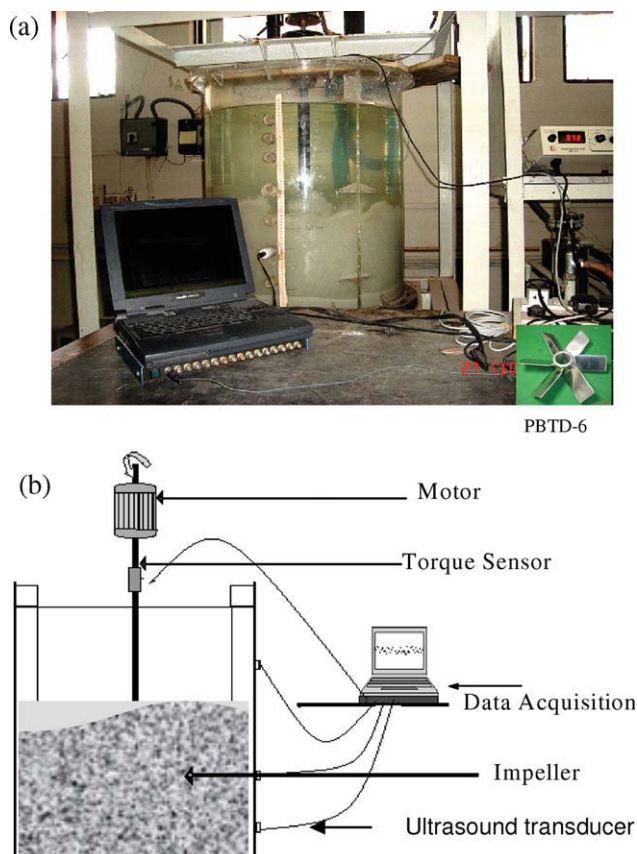 (a)
PBTD-6
(b)
Motor
Torque Sensor
Data Acquisition
Impeller
Ultrasound transducer